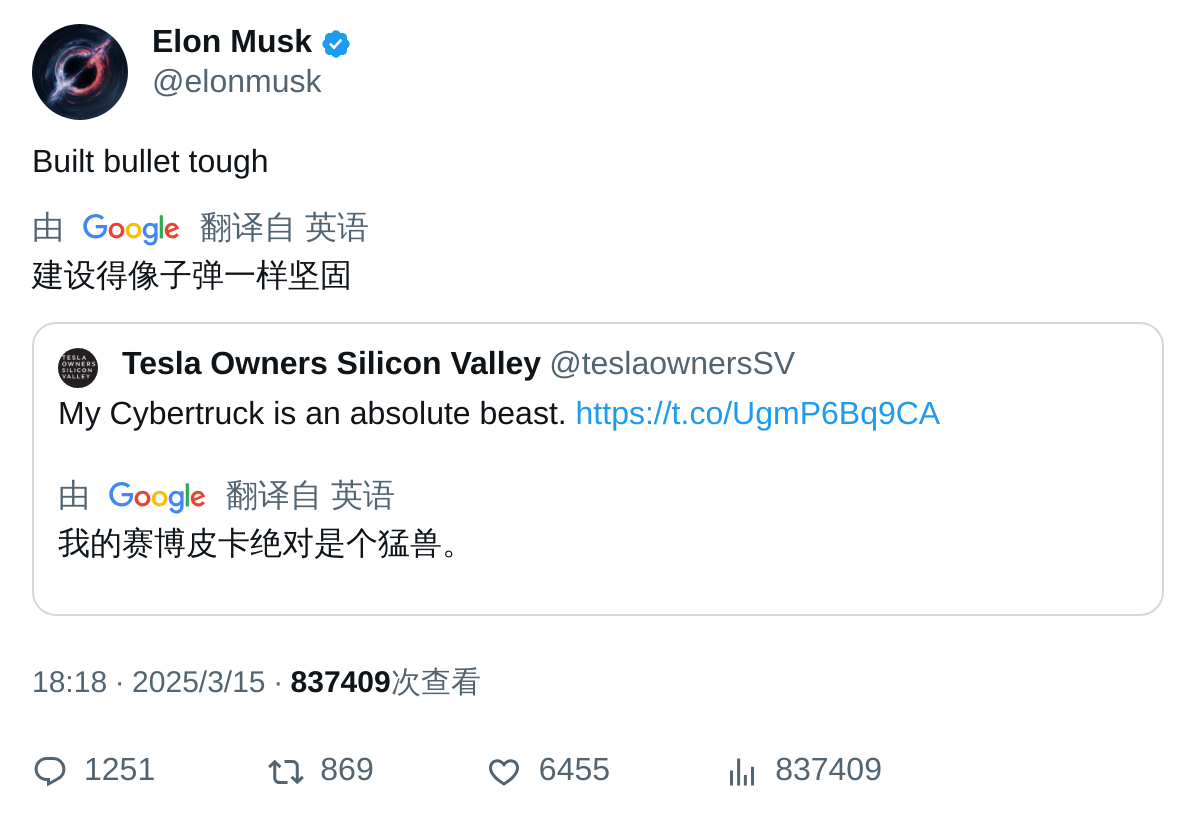 Elon Musk
@elonmusk
Built bullet tough
由 Google 翻译自 英语
建设得像子弹一样坚固
TESLA
OWNERS
SILICON
VALLEY
Tesla Owners Silicon Valley @teslaownersSV
My Cybertruck is an absolute beast. https://t.co/UgmP6Bq9CA
由 Google 翻译自 英语
我的赛博皮卡绝对是个猛兽。
18:18 · 2025/3/15 · 837409次查看
1251 869 6455 837409